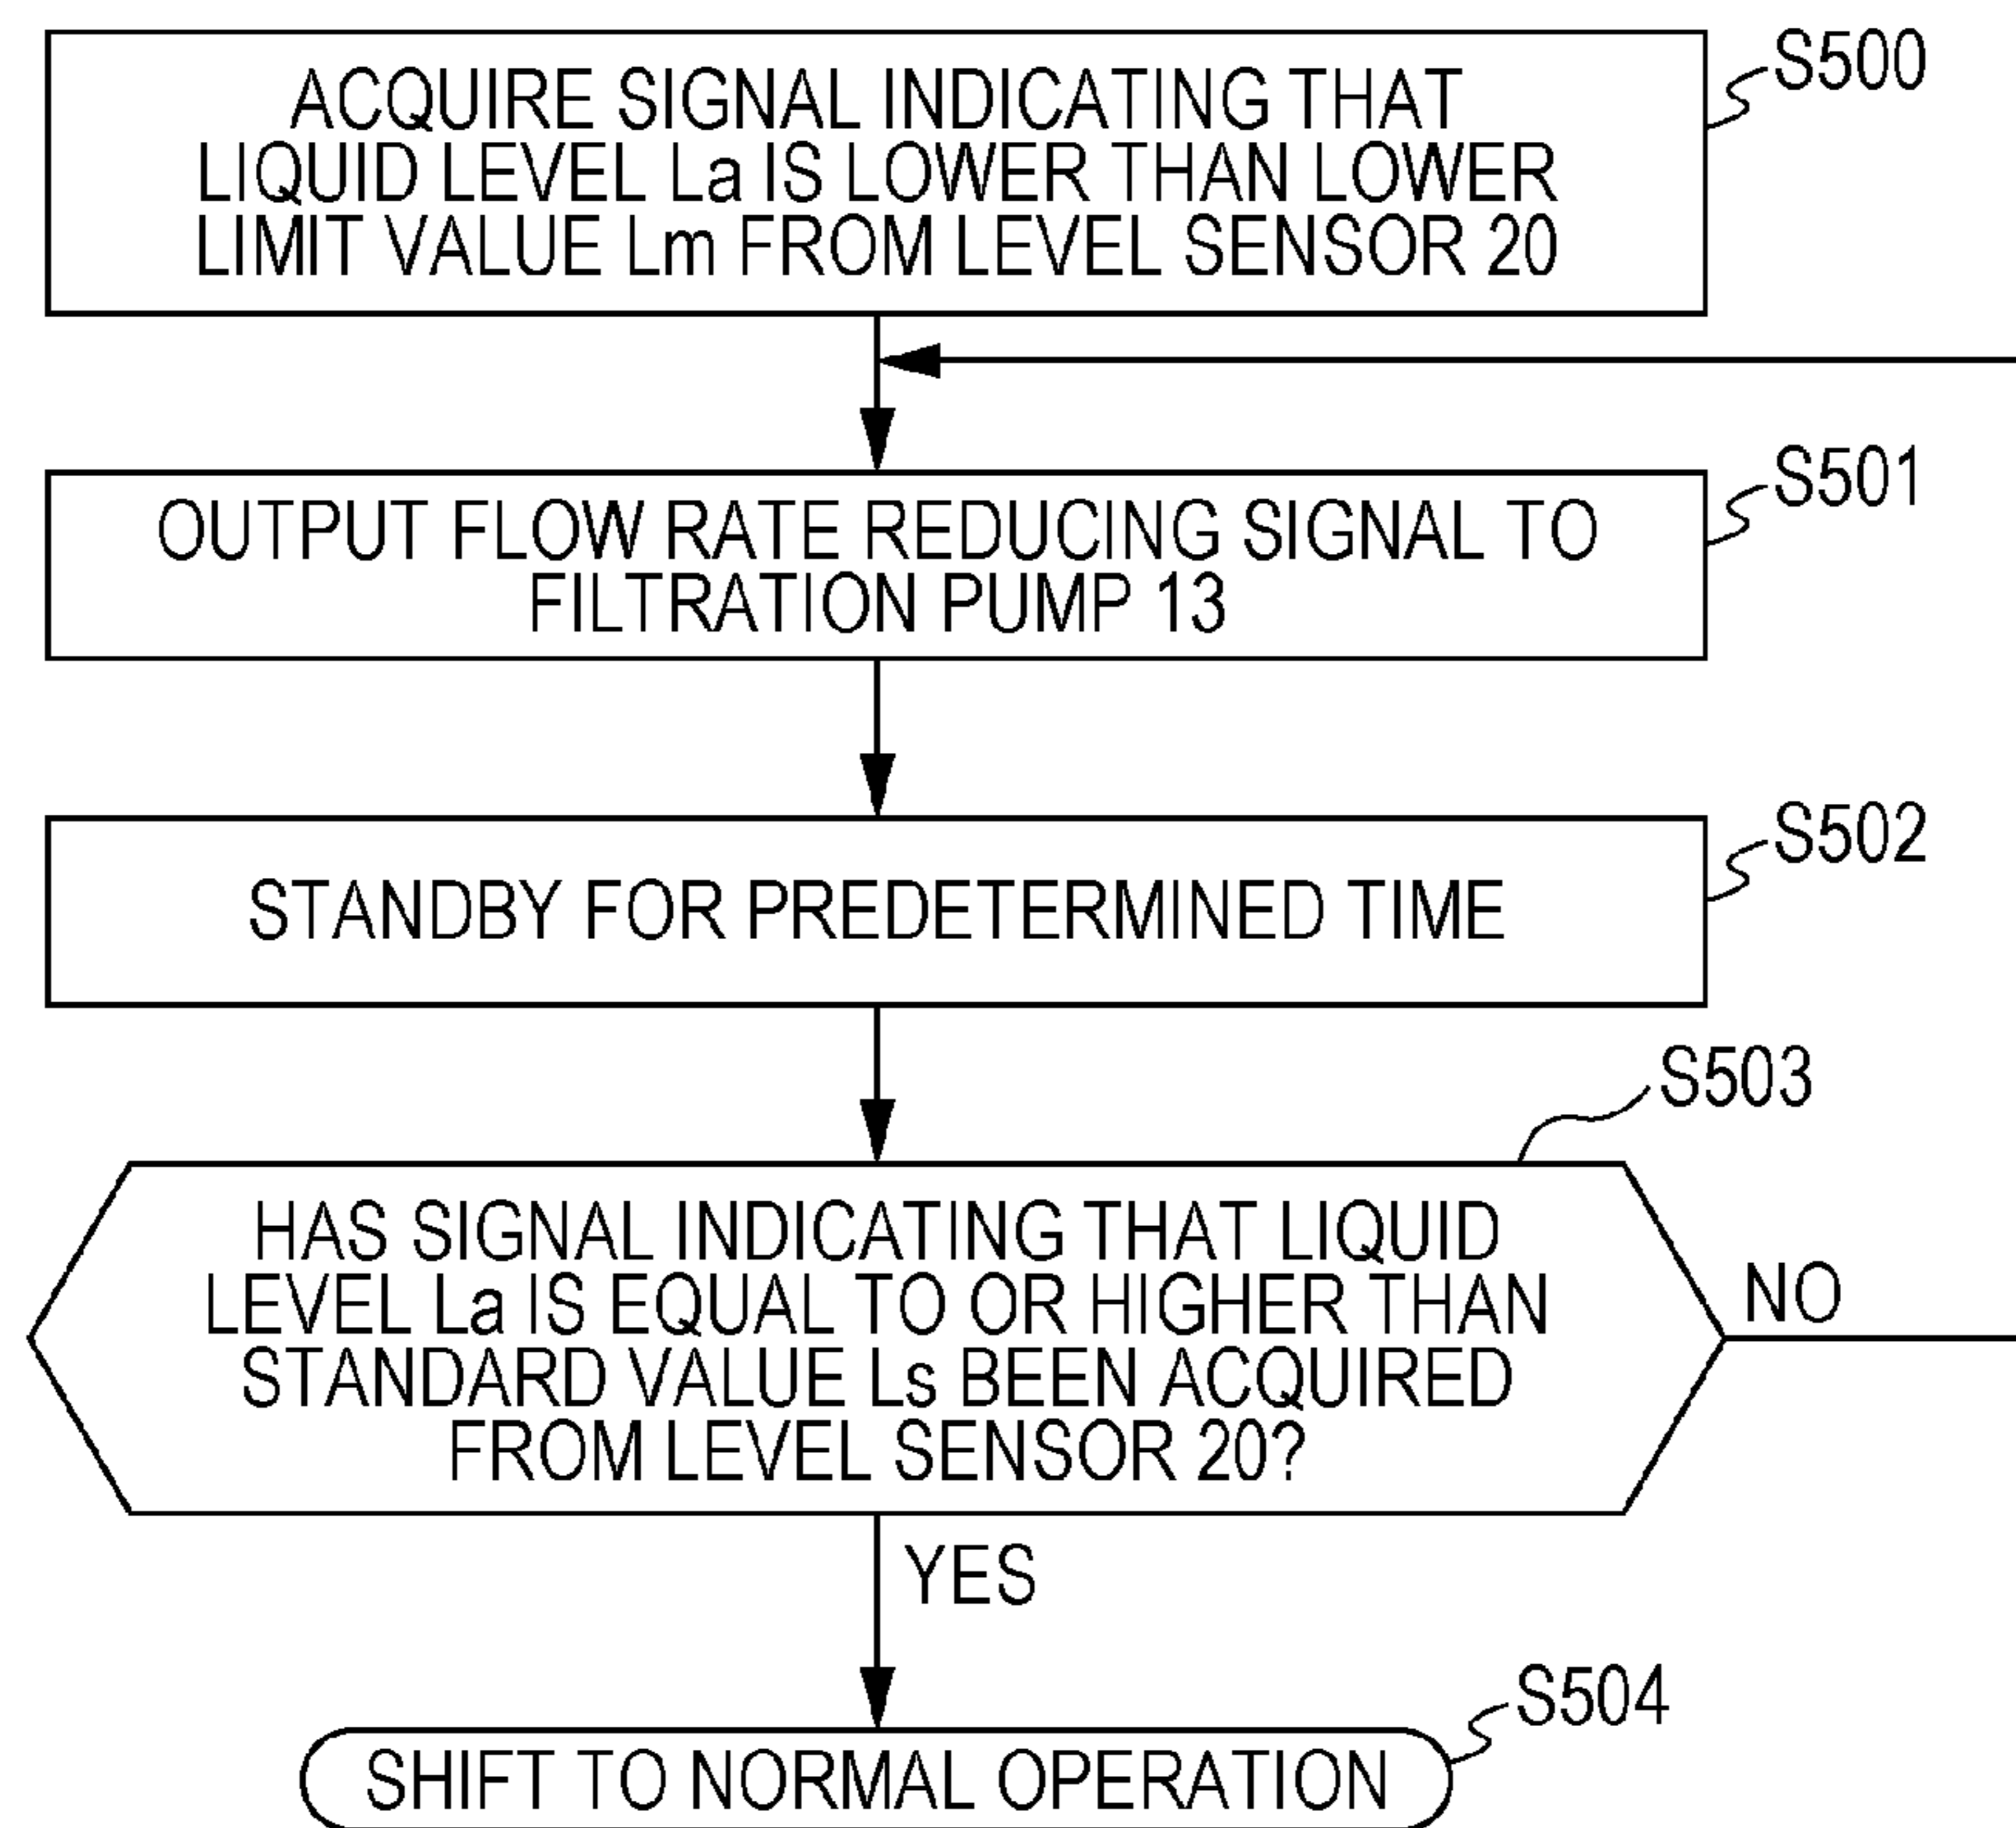 S500
ACQUIRE SIGNAL INDICATING THAT
LIQUID LEVEL La IS LOWER THAN LOWER
LIMIT VALUE Lm FROM LEVEL SENSOR 20
S501
OUTPUT FLOW RATE REDUCING SIGNAL TO
FILTRATION PUMP 13
S502
STANDBY FOR PREDETERMINED TIME
S503
HAS SIGNAL INDICATING THAT LIQUID
LEVEL La IS EQUAL TO OR HIGHER THAN
STANDARD VALUE Ls BEEN ACQUIRED
FROM LEVEL SENSOR 20?
NO
YES
S504
SHIFT TO NORMAL OPERATION